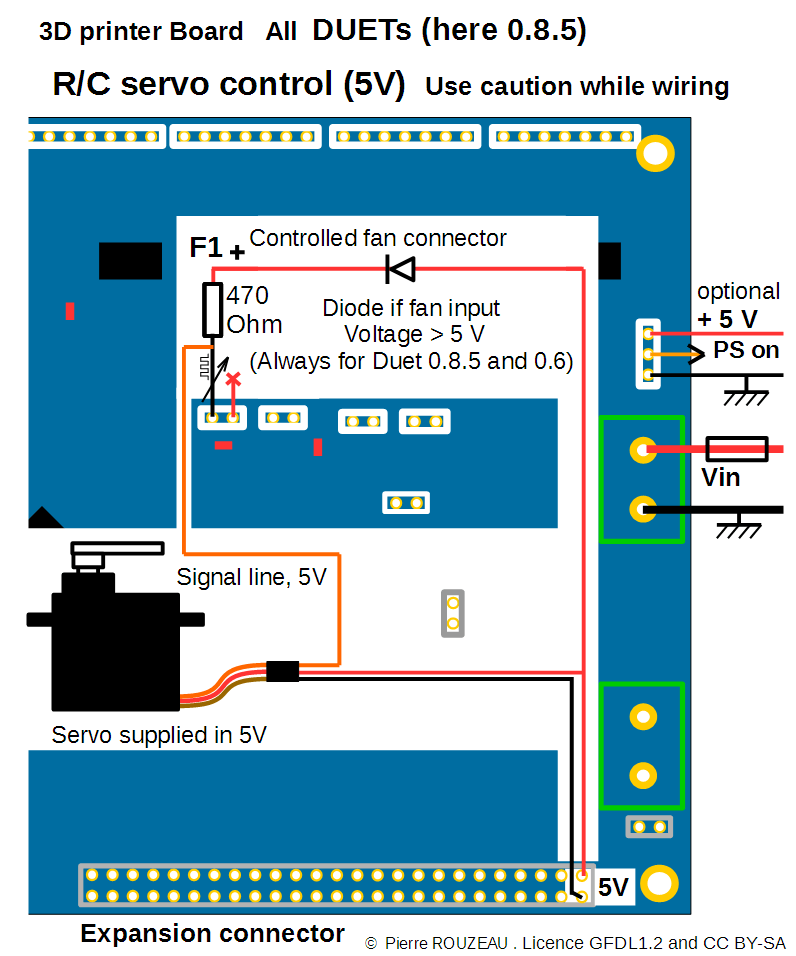 3D printer Board All DUETs (here 0.8.5)
R/C servo control (5V) Use caution while wiring
F1 + Controlled fan connector
470
Ohm
Diode if fan input
Voltage > 5 V
(Always for Duet 0.8.5 and 0.6)
optional
+ 5 V
PS on
Vin
Signal line, 5V
Servo supplied in 5V
5V
Expansion connector
© Pierre ROUZEAU . Licence GFDL1.2 and CC BY-SA